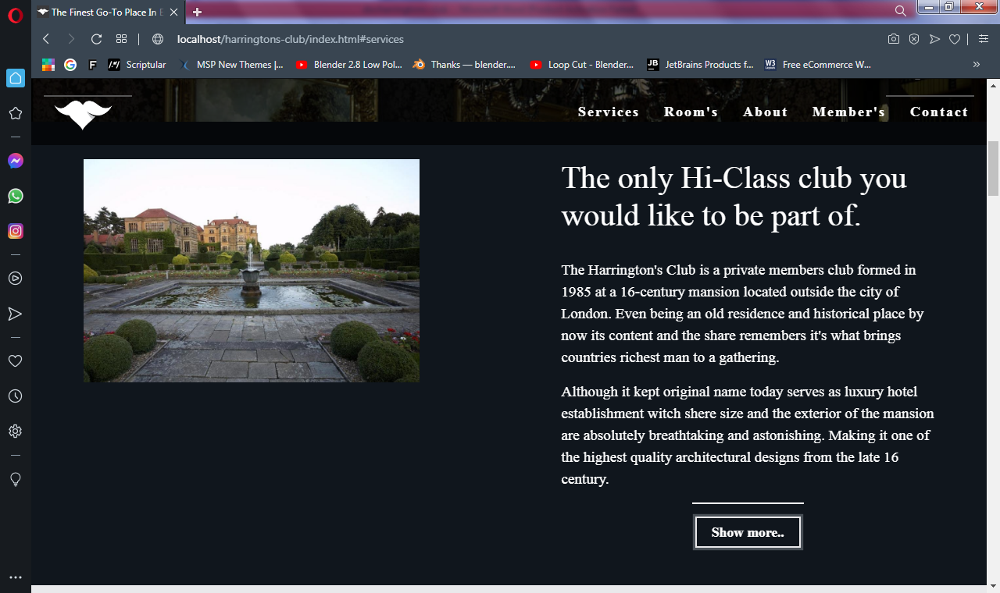 The Finest Go-To Place In E
localhost/harringtons-club/index.html#services
F
Scriptular
MSP New Themes |...
Blender 2.8 Low Pol...
Thanks — blender....
Loop Cut - Blender...
JB
JetBrains Products f...
W3
Free eCommerce W...
Services
Room's
About
Member's
Contact
The only Hi-Class club you
would like to be part of.
The Harrington's Club is a private members club formed in
1985 at a 16-century mansion located outside the city of
London. Even being an old residence and historical place by
now its content and the share remembers it's what brings
countries richest man to a gathering.
Although it kept original name today serves as luxury hotel
establishment witch shere size and the exterior of the mansion
are absolutely breathtaking and astonishing. Making it one of
the highest quality architectural designs from the late 16
century.
Show more..